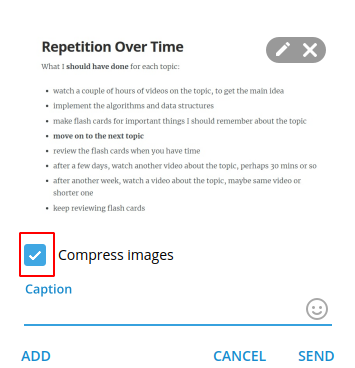 Repetition Over Time
What I should have done for each topic:
• watch a couple of hours of videos on the topic, to get the main idea
• implement the algorithms and data structures
• make flash cards for important things I should remember about the topic
• move on to the next topic
• review the flash cards when you have time
• after a few days, watch another video about the topic, perhaps 30 mins or so
• after another week, watch a video about the topic, maybe same video or
shorter one
• keep reviewing flash cards
Compress images
Caption
ADD CANCEL SEND